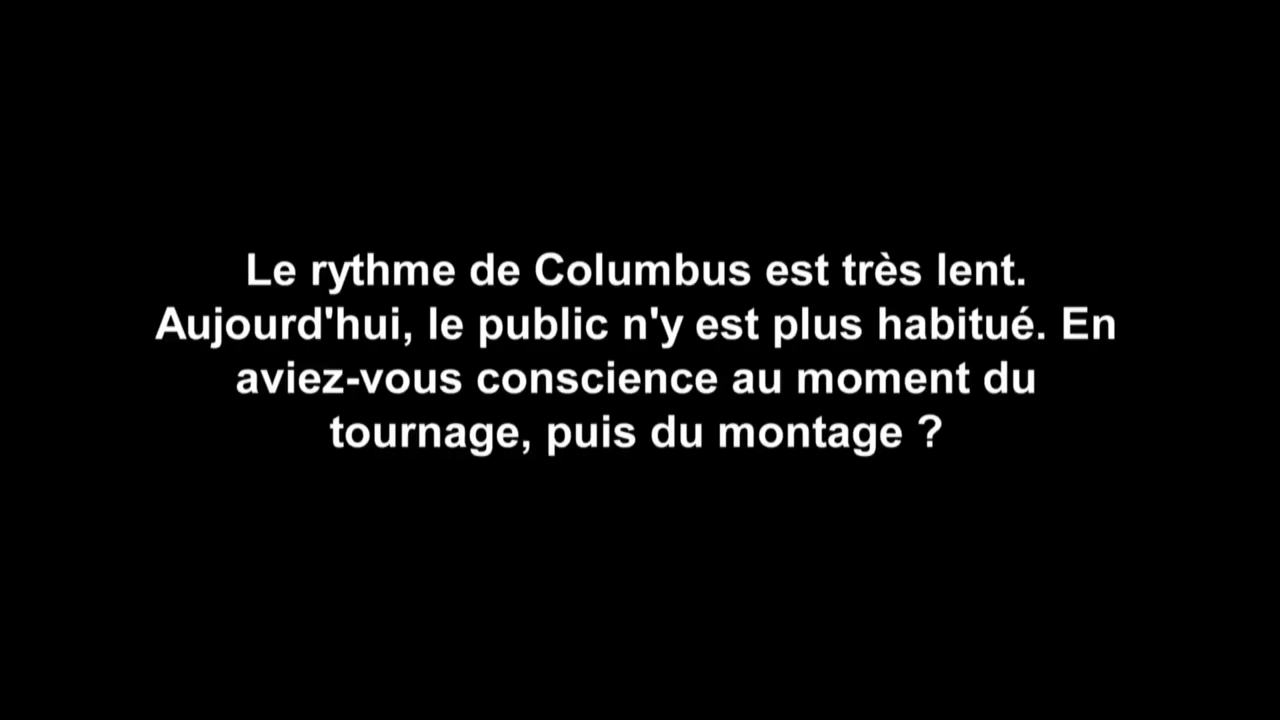 Le rythme de Columbus est très lent.
Aujourd'hui, le public n'y est plus habitué. En
aviez-vous conscience au moment du
tournage, puis du montage ?